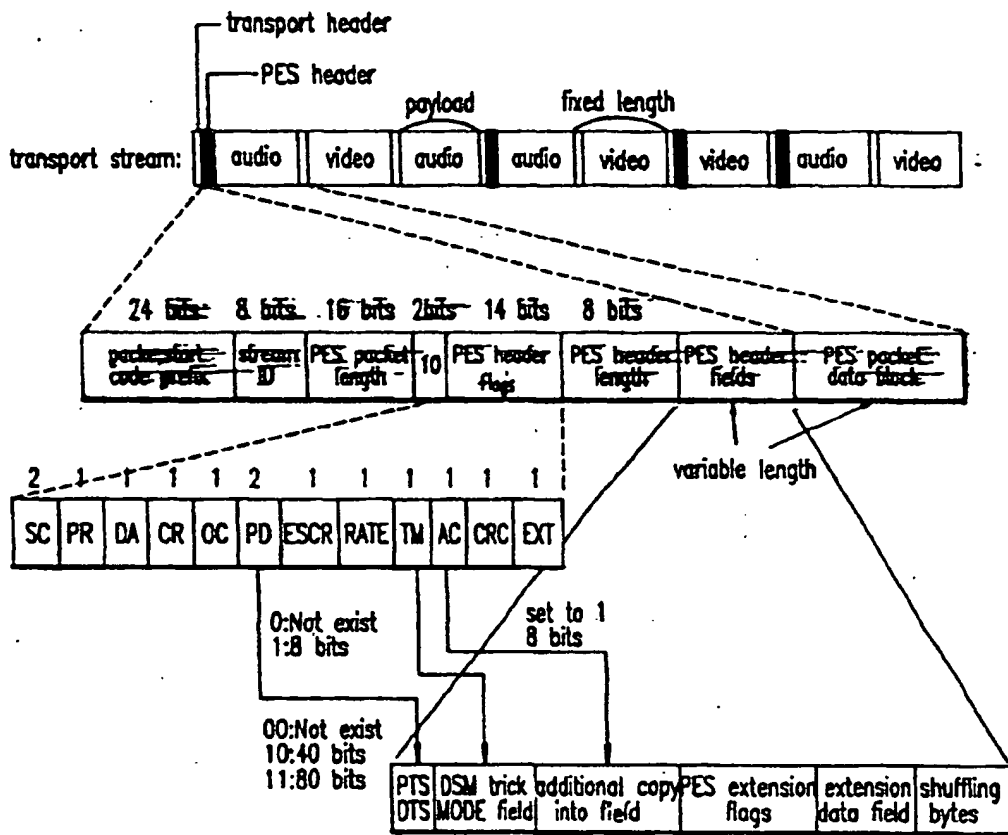 transport header
PES header
payload
fixed length
transport stream:
audio
video
audio
audio
video
video
audio
video
24 bits
8 bits
16 bits
2bits
14 bits
8 bits
packet start
code prefix
stream
ID
PES packet
length
10
PES header
flags
PES header
length
PES header
fields
PES packet
data block
variable length
2 1 1 1 1 2 1 1 1 1 1 1
SC PR DA CR OC PD ESCR RATE TM AC CRC EXT
0:Not exist
1:8 bits
set to 1
8 bits
00:Not exist
10:40 bits
11:80 bits
PTS
DTS
DSM trick
MODE field
additional copy
into field
PES extension
flags
extension
data field
shuffling
bytes